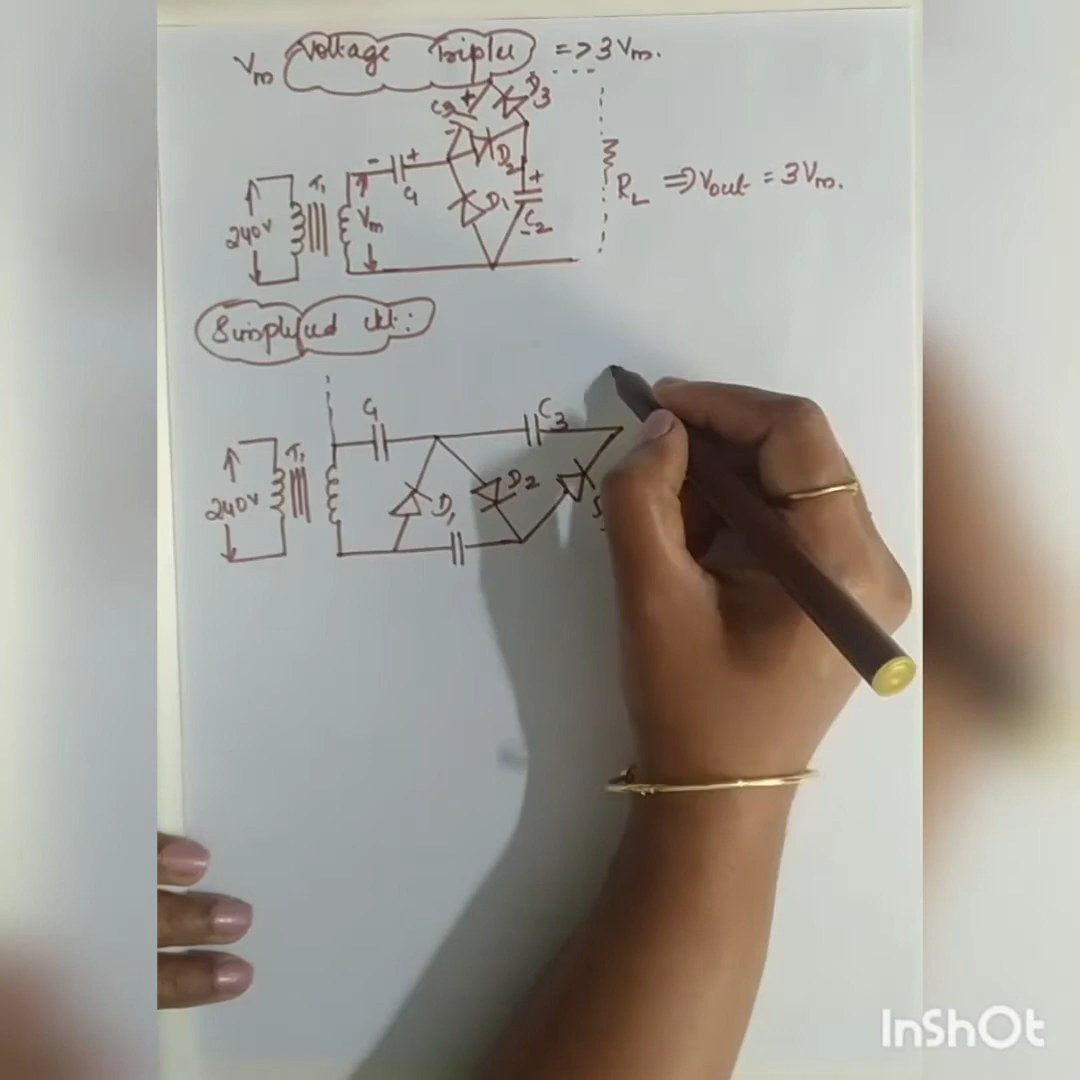 Vm Voltage Tripler => 3Vm.
C3 + D3
-
- + D2
C1 +
T1 D1
240V Vm C2
-
RL => Vout = 3Vm.
Simplified ckt:
C1 C3
T1 D2
240V D1
InShOt